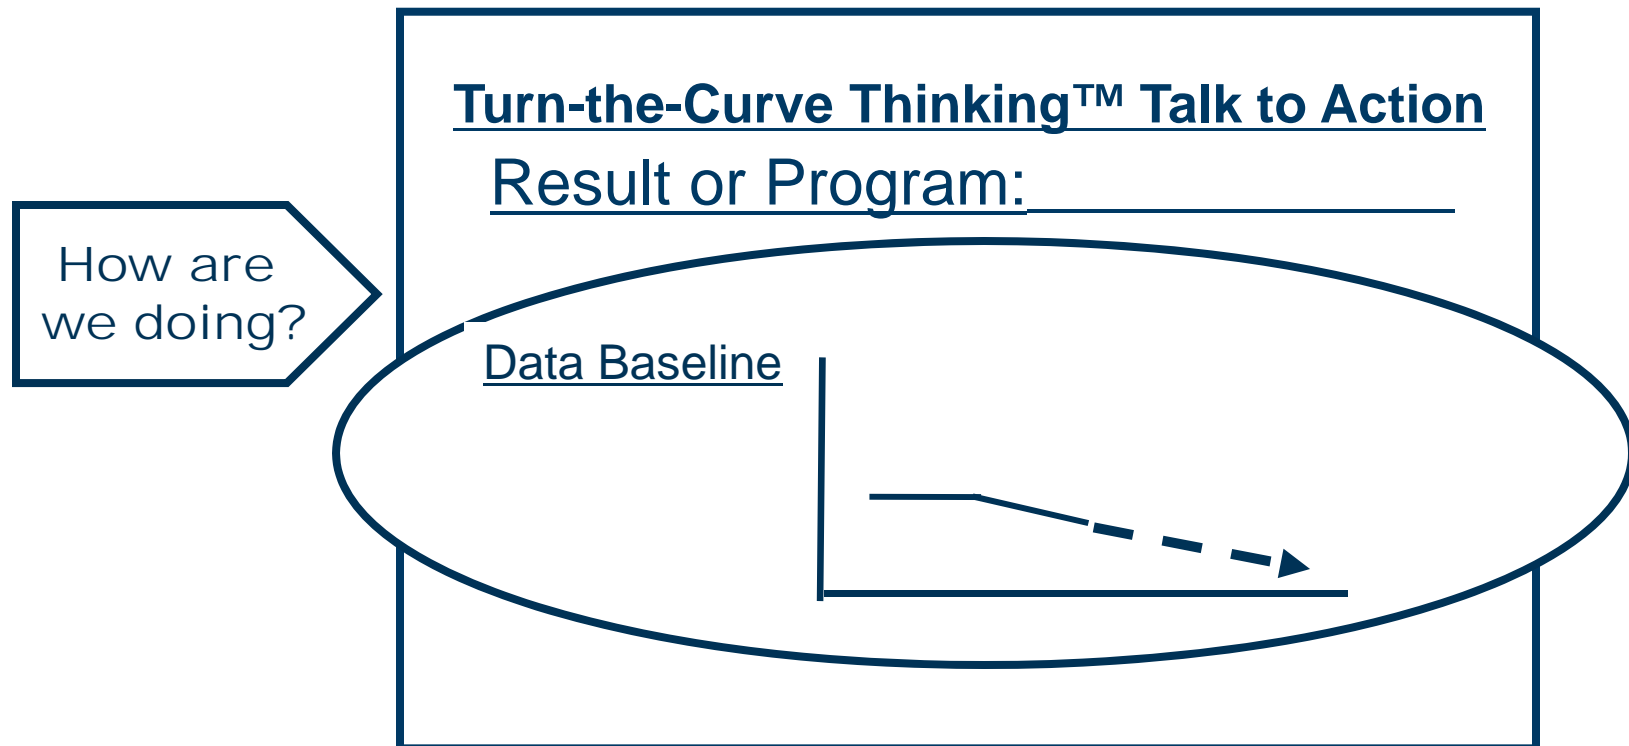 Turn-the-Curve Thinking™ Talk to Action
Result or Program:
How are
we doing?
Data Baseline